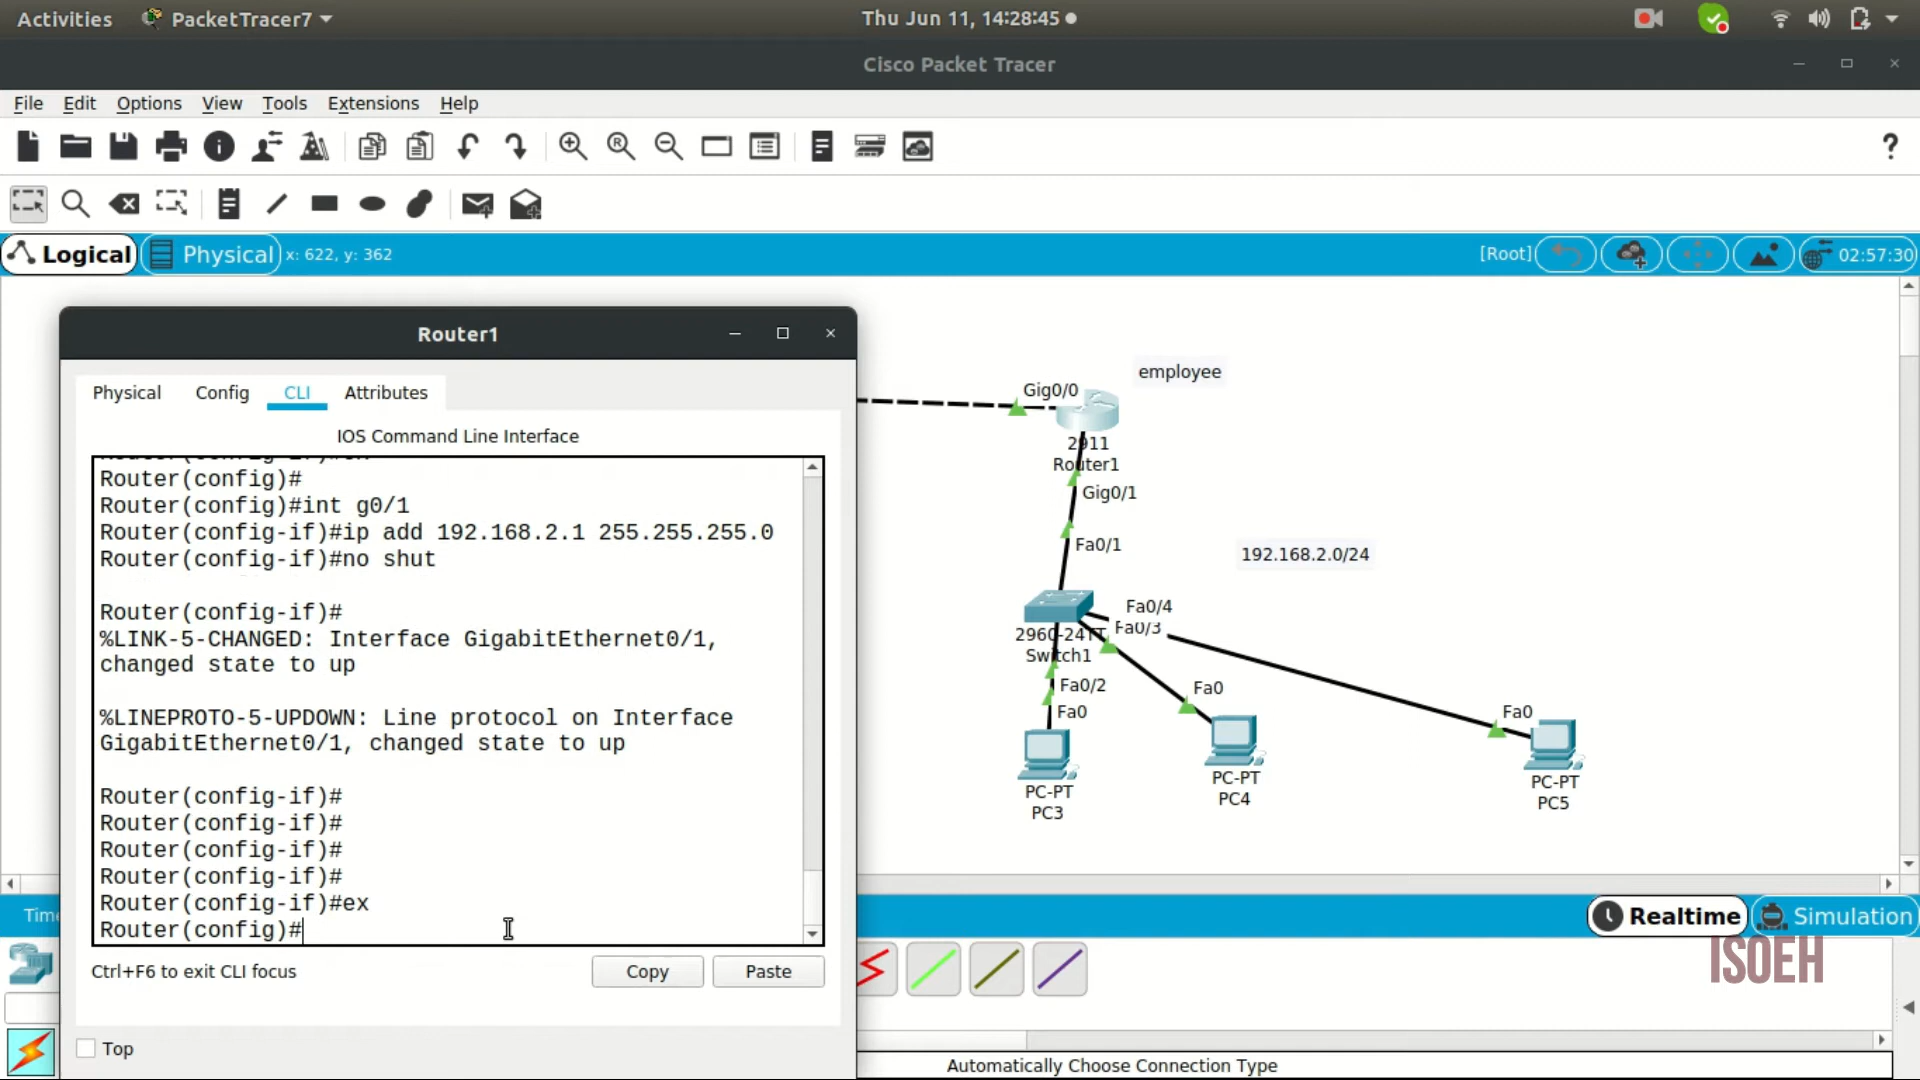 Activities
PacketTracer7
Thu Jun 11, 14:28:45
Cisco Packet Tracer
File Edit Options View Tools Extensions Help
Logical
Physical
x: 622, y: 362
[Root]
02:57:30
Router1
Physical Config CLI Attributes
IOS Command Line Interface
Router(config)#
Router(config)#int g0/1
Router(config-if)#ip add 192.168.2.1 255.255.255.0
Router(config-if)#no shut
Router(config-if)#
%LINK-5-CHANGED: Interface GigabitEthernet0/1,
changed state to up
%LINEPROTO-5-UPDOWN: Line protocol on Interface
GigabitEthernet0/1, changed state to up
Router(config-if)#
Router(config-if)#
Router(config-if)#
Router(config-if)#
Router(config-if)#ex
Router(config)#
Ctrl+F6 to exit CLI focus
Copy
Paste
Top
employee
Gig0/0
2911
Router1
Gig0/1
Fa0/1
192.168.2.0/24
Fa0/4
Fa0/3
2960-24TT
Switch1
Fa0/2
Fa0
Fa0
Fa0
PC-PT
PC3
PC-PT
PC4
PC-PT
PC5
Time
Realtime
Simulation
ISOEH
Automatically Choose Connection Type